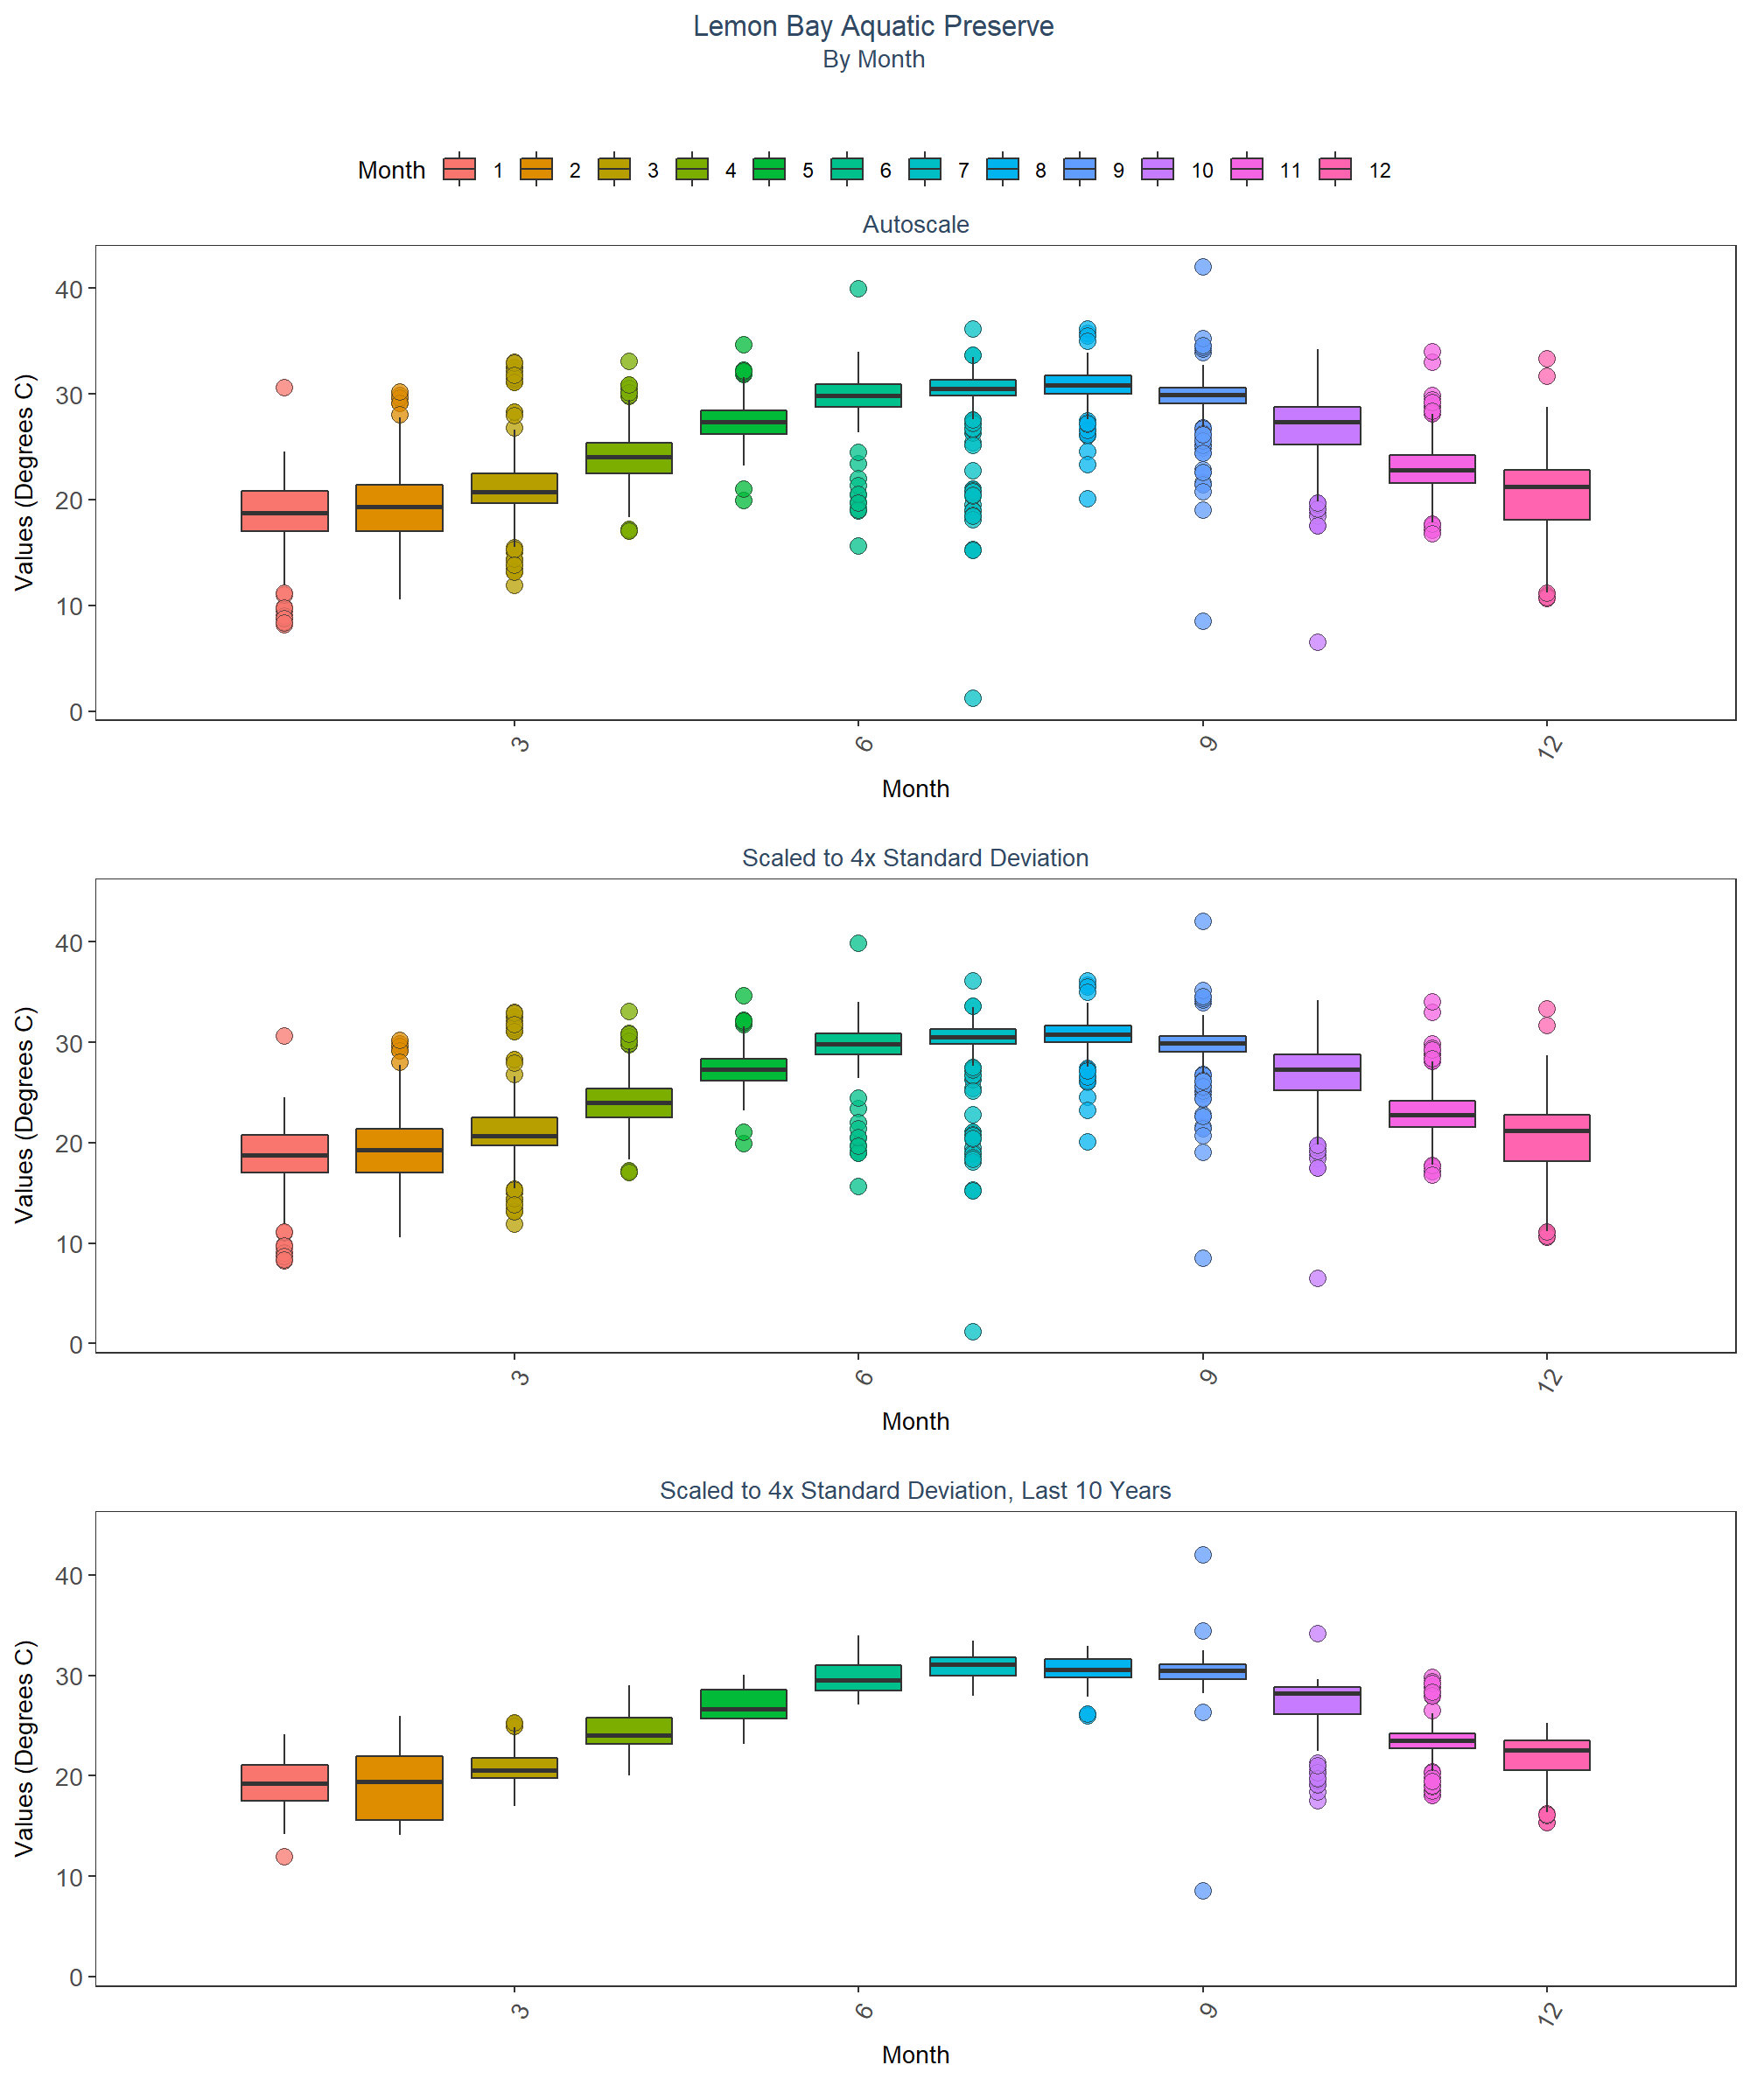 Lemon Bay Aquatic Preserve
By Month
Month 1 2 3 4 5 6 7 8 9 10 11 12
Autoscale
Values (Degrees C)
40
30
20
10
0
3 6 9 12
Month
Scaled to 4x Standard Deviation
Values (Degrees C)
40
30
20
10
0
3 6 9 12
Month
Scaled to 4x Standard Deviation, Last 10 Years
Values (Degrees C)
40
30
20
10
0
3 6 9 12
Month